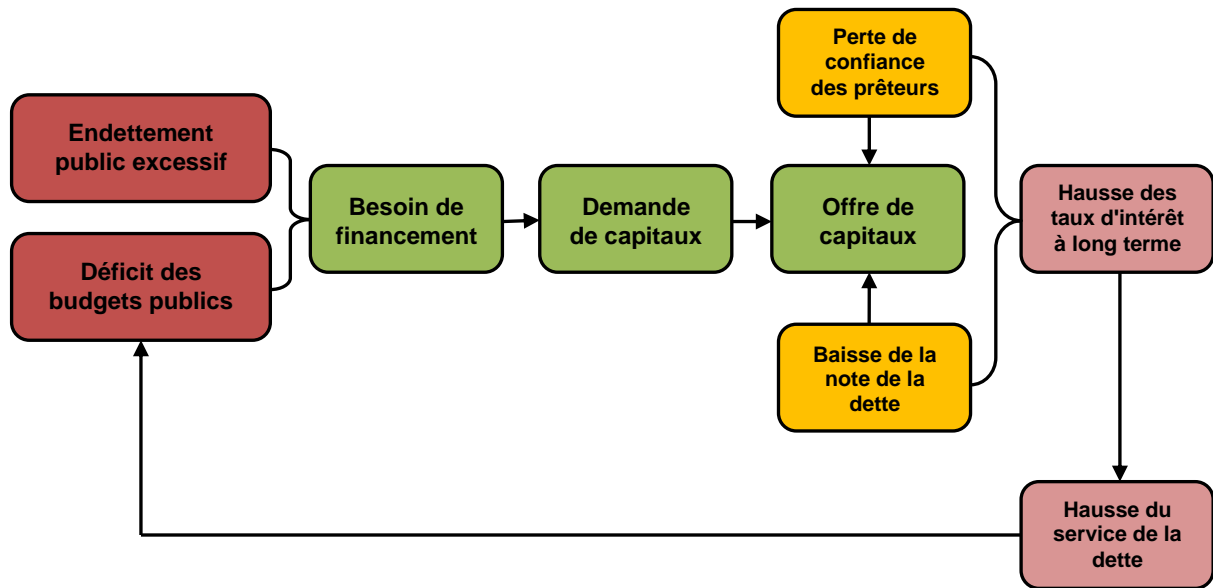 Endettement
public excessif
Déficit des
budgets publics
Besoin de
financement
Demande
de capitaux
Perte de
confiance
des prêteurs
Offre de
capitaux
Baisse de la
note de la
dette
Hausse des
taux d'intérêt
à long terme
Hausse du
service de la
dette